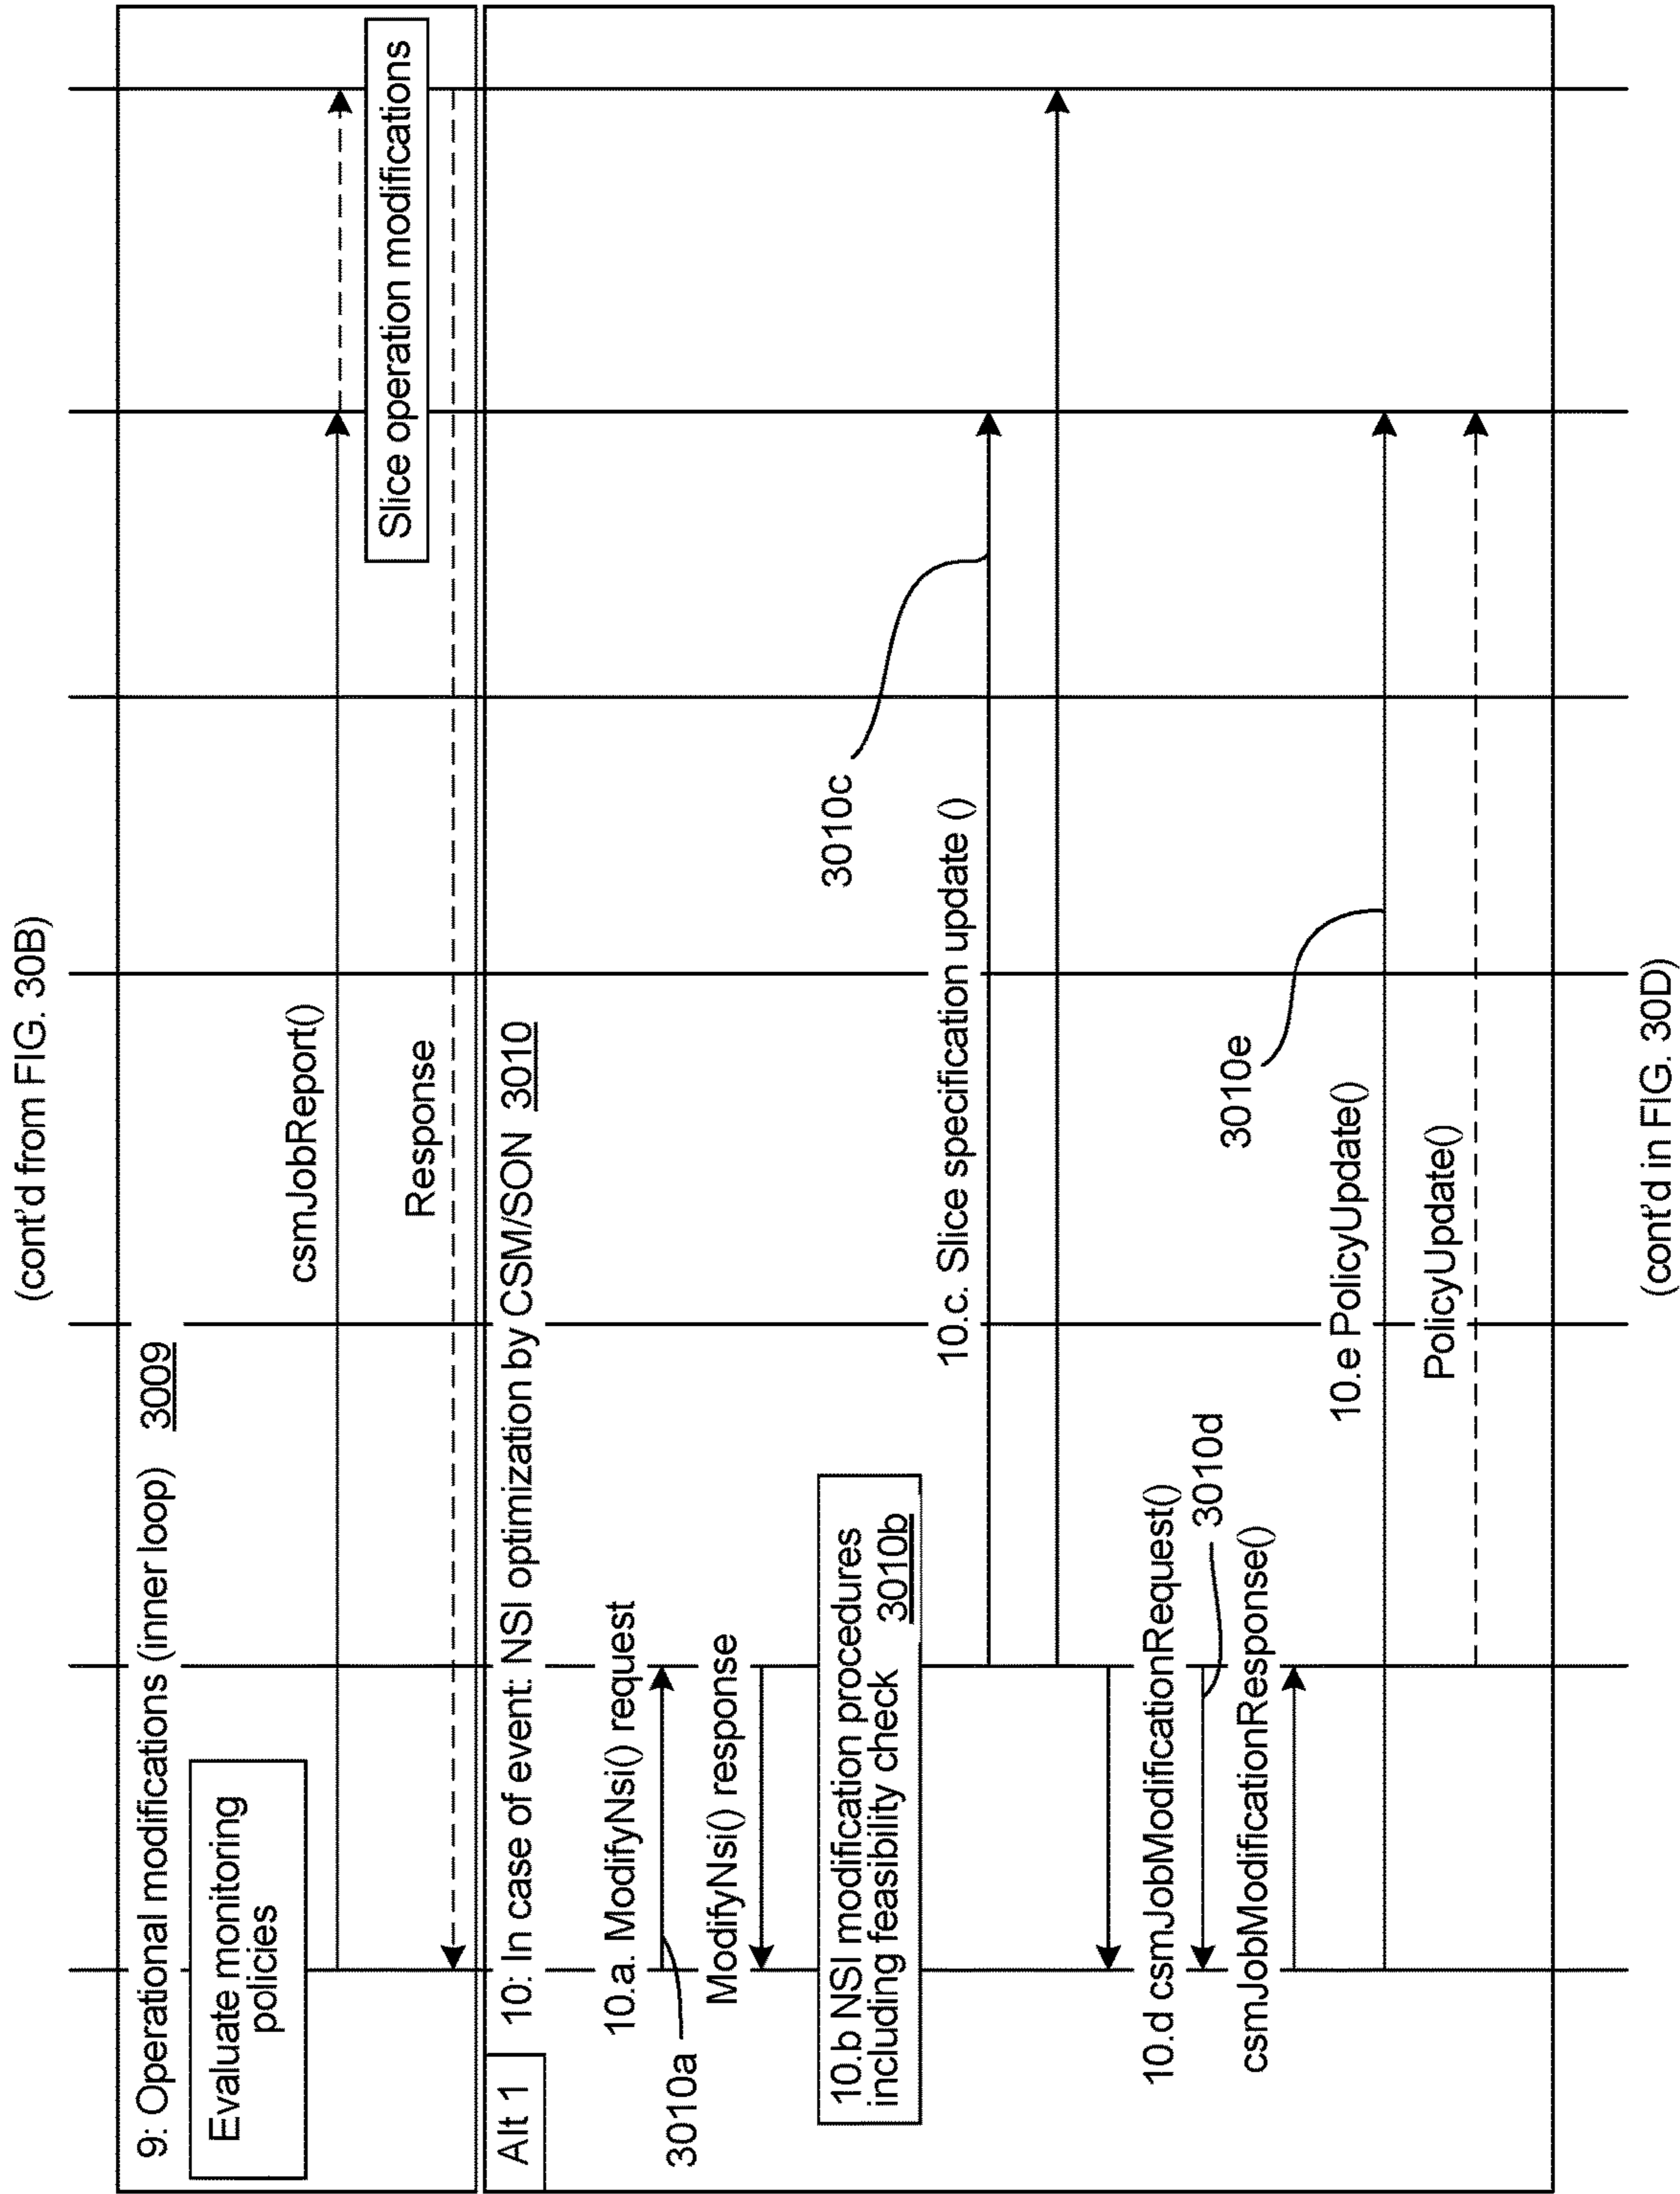 (cont'd from FIG. 30B)
9: Operational modifications (inner loop) 3009
Evaluate monitoring
policies
csmJobReport()
Slice operation modifications
Response
Alt 1
10: In case of event: NSI optimization by CSM/SON 3010
10.a. ModifyNsi() request
3010a
ModifyNsi() response
10.b NSI modification procedures
including feasibility check 3010b
3010c
10.c. Slice specification update ()
10.d csmJobModificationRequest()
3010d
csmJobModificationResponse()
3010e
10.e PolicyUpdate()
PolicyUpdate()
(cont'd in FIG. 30D)